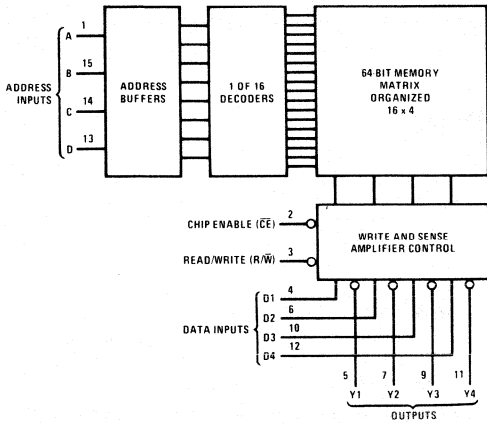 ADDRESS INPUTS
A 1
B 15
C 14
D 13
ADDRESS BUFFERS
1 OF 16 DECODERS
64-BIT MEMORY MATRIX ORGANIZED 16 x 4
CHIP ENABLE (C̅E̅) 2
READ/WRITE (R/W̅) 3
WRITE AND SENSE AMPLIFIER CONTROL
DATA INPUTS
D1 4
D2 6
D3 10
D4 12
5 7 9 11
Y1 Y2 Y3 Y4
OUTPUTS